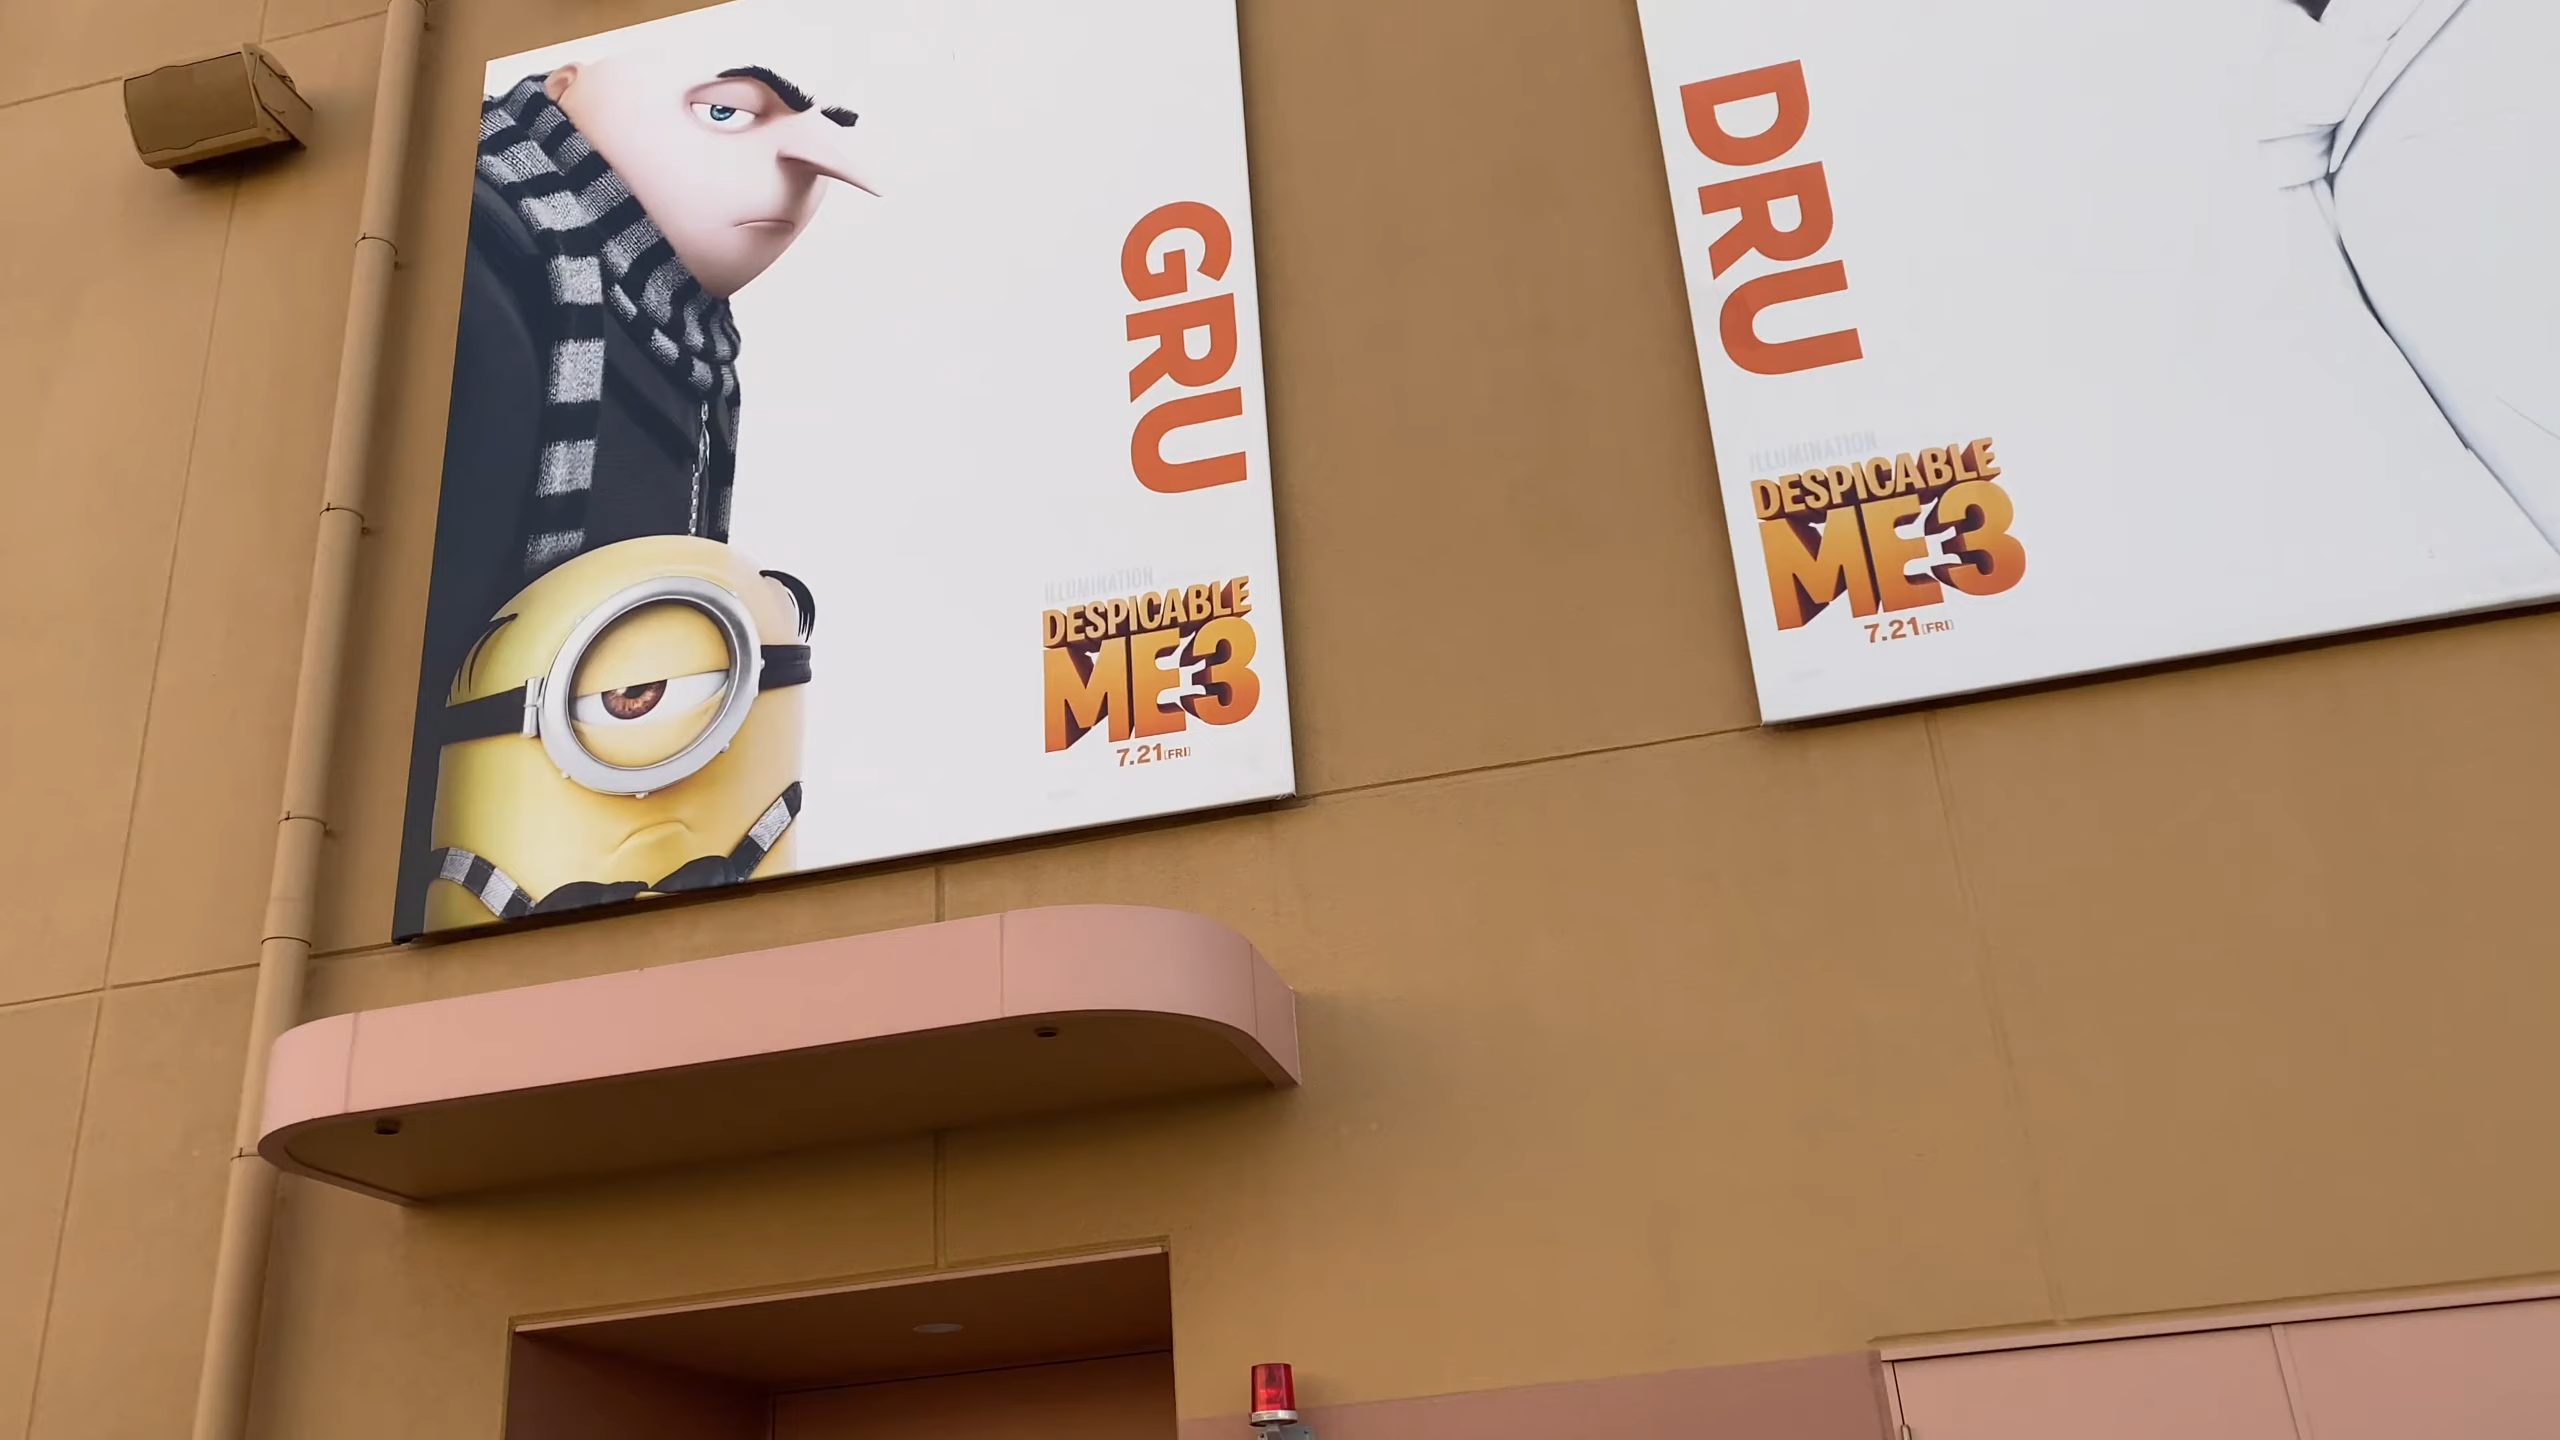 GRU
ILLUMINATION
DESPICABLE
ME3
7.21[FRI]
DRU
ILLUMINATION
DESPICABLE
ME3
7.21[FRI]